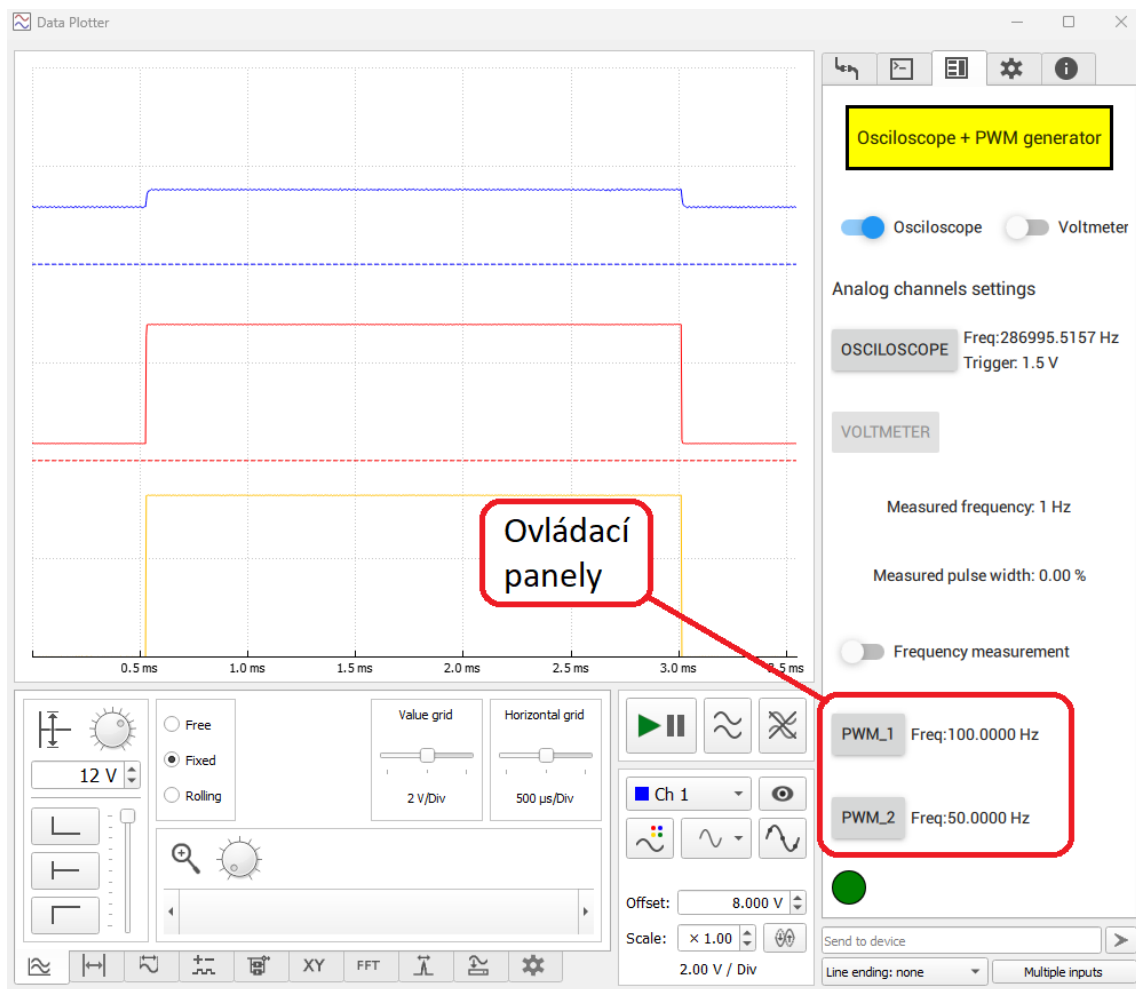 Data Plotter
Osciloscope + PWM generator
Osciloscope
Voltmeter
Analog channels settings
OSCILOSCOPE
Freq:286995.5157 Hz
Trigger: 1.5 V
VOLTMETER
Measured frequency: 1 Hz
Measured pulse width: 0.00 %
Frequency measurement
Ovládací
panely
0.5 ms
1.0 ms
1.5 ms
2.0 ms
2.5 ms
3.0 ms
3.5 ms
PWM_1
Freq:100.0000 Hz
PWM_2
Freq:50.0000 Hz
12 V
Free
Fixed
Rolling
Value grid
2 V/Div
Horizontal grid
500 µs/Div
Ch 1
Offset:
8.000 V
Scale:
× 1.00
2.00 V / Div
XY
FFT
Send to device
Line ending: none
Multiple inputs